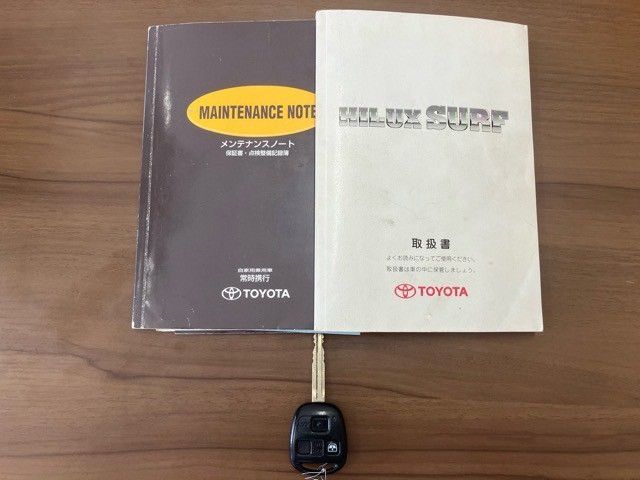 MAINTENANCE NOTE
メンテナンスノート
保証書・点検整備記録簿
自家用乗用車
常時携行
TOYOTA
HILUX SURF
取扱書
よくお読みになってご使用ください。
取扱書は車の中に保管しましょう。
TOYOTA